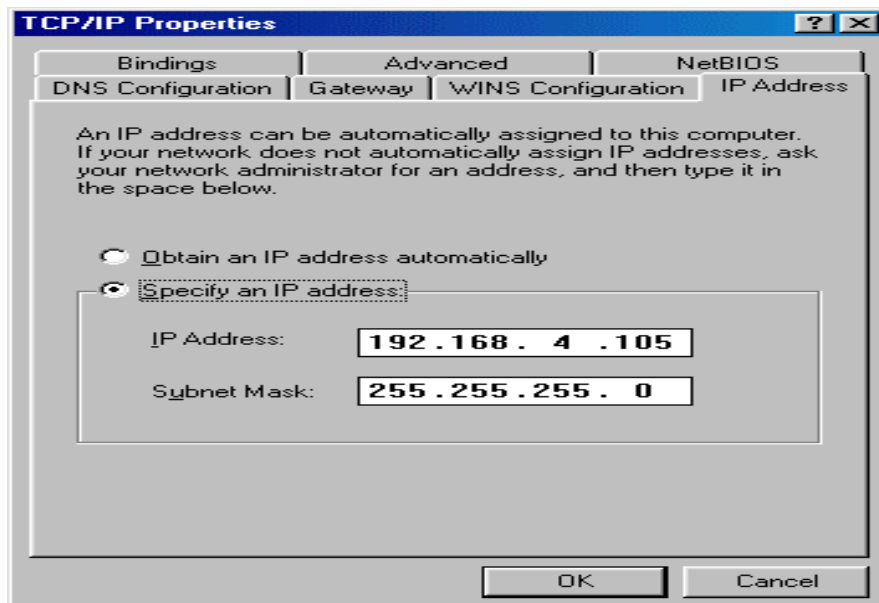 TCP/IP Properties
Bindings Advanced NetBIOS
DNS Configuration Gateway WINS Configuration IP Address
An IP address can be automatically assigned to this computer.
If your network does not automatically assign IP addresses, ask
your network administrator for an address, and then type it in
the space below.
Obtain an IP address automatically
Specify an IP address:
IP Address: 192.168. 4 .105
Subnet Mask: 255.255.255. 0
OK Cancel